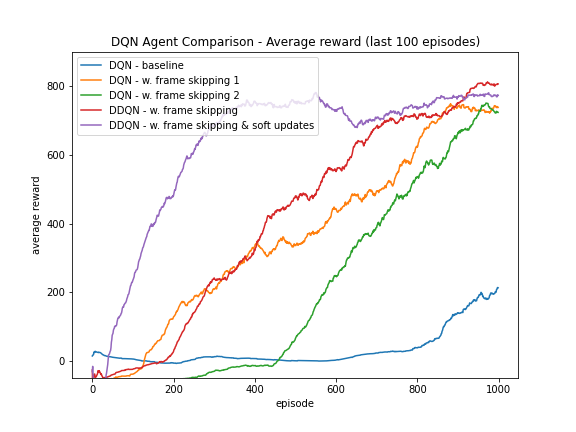 DQN Agent Comparison - Average reward (last 100 episodes)
DQN - baseline
DQN - w. frame skipping 1
DQN - w. frame skipping 2
DDQN - w. frame skipping
DDQN - w. frame skipping & soft updates
800
600
400
200
0
average reward
0 200 400 600 800 1000
episode